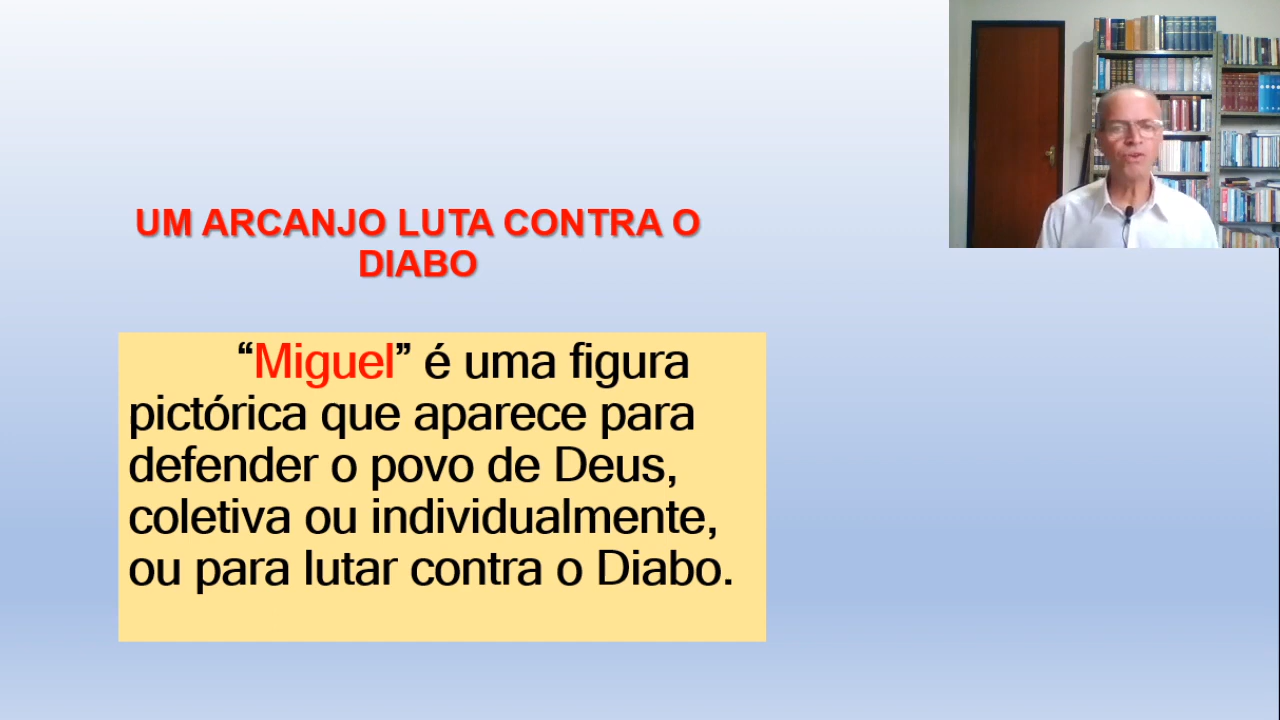 UM ARCANJO LUTA CONTRA O
DIABO
“Miguel” é uma figura
pictórica que aparece para
defender o povo de Deus,
coletiva ou individualmente,
ou para lutar contra o Diabo.